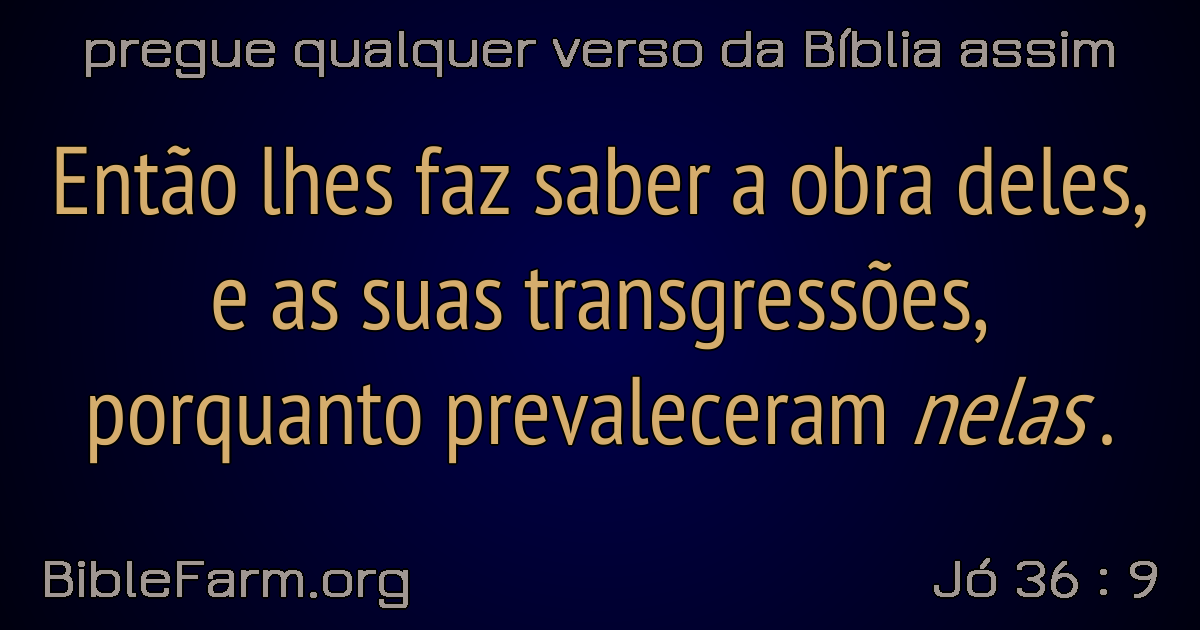 pregue qualquer verso da Bíblia assim
Então lhes faz saber a obra deles,
e as suas transgressões,
porquanto prevaleceram nelas .
BibleFarm.org
Jó 36 : 9